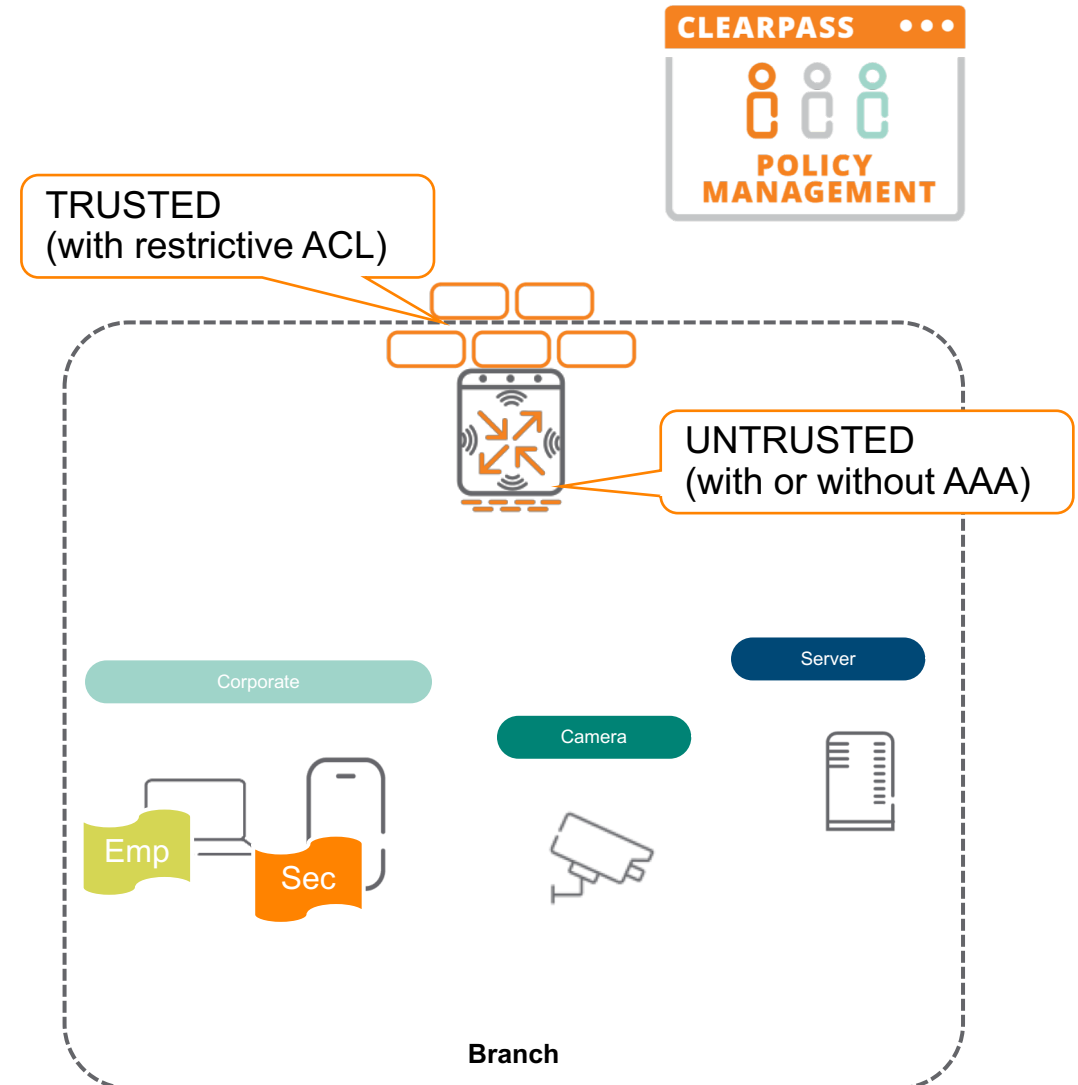 CLEARPASS
POLICY
MANAGEMENT
TRUSTED
(with restrictive ACL)
UNTRUSTED
(with or without AAA)
Server
Corporate
Camera
Emp
Sec
Branch